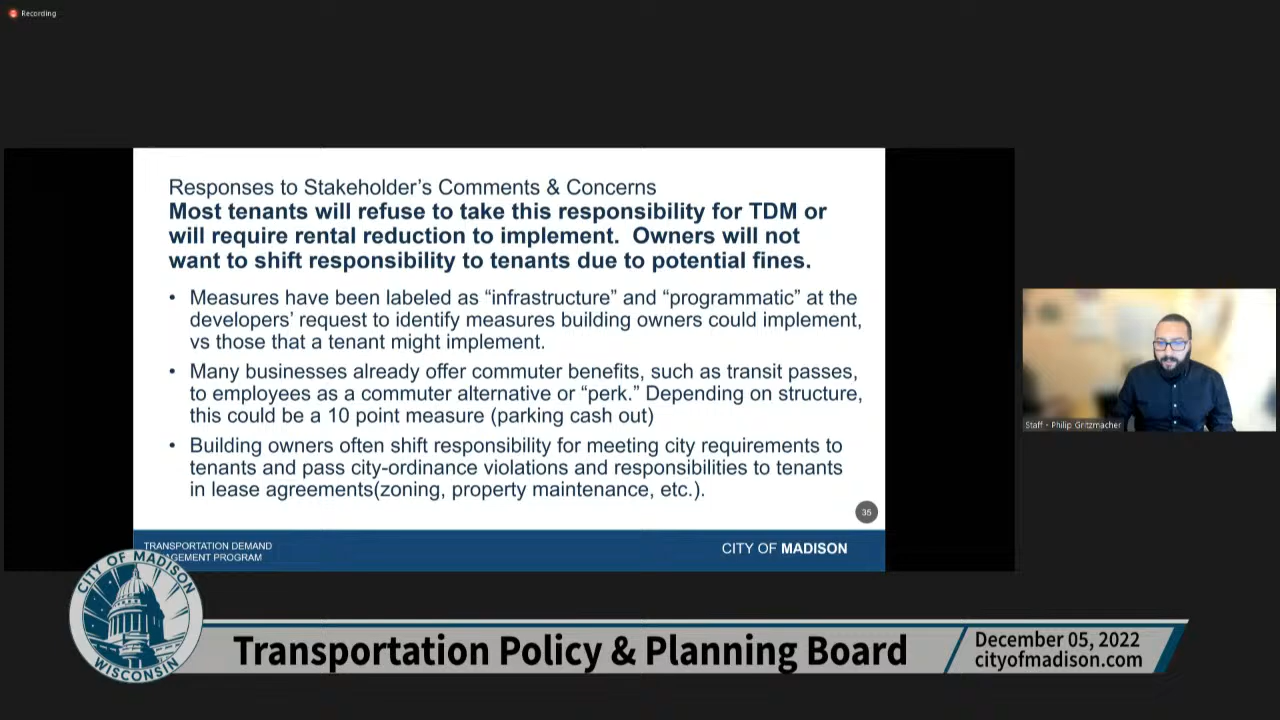 Recording
Responses to Stakeholder's Comments & Concerns
Most tenants will refuse to take this responsibility for TDM or
will require rental reduction to implement.  Owners will not
want to shift responsibility to tenants due to potential fines.
• Measures have been labeled as “infrastructure” and “programmatic” at the
developers’ request to identify measures building owners could implement,
vs those that a tenant might implement.
• Many businesses already offer commuter benefits, such as transit passes,
to employees as a commuter alternative or “perk.” Depending on structure,
this could be a 10 point measure (parking cash out)
• Building owners often shift responsibility for meeting city requirements to
tenants and pass city-ordinance violations and responsibilities to tenants
in lease agreements(zoning, property maintenance, etc.).
35
TRANSPORTATION DEMAND
AGEMENT PROGRAM
CITY OF MADISON
Staff - Philip Gritzmacher
CITY OF MADISON
WISCONSIN
Transportation Policy & Planning Board
December 05, 2022
cityofmadison.com